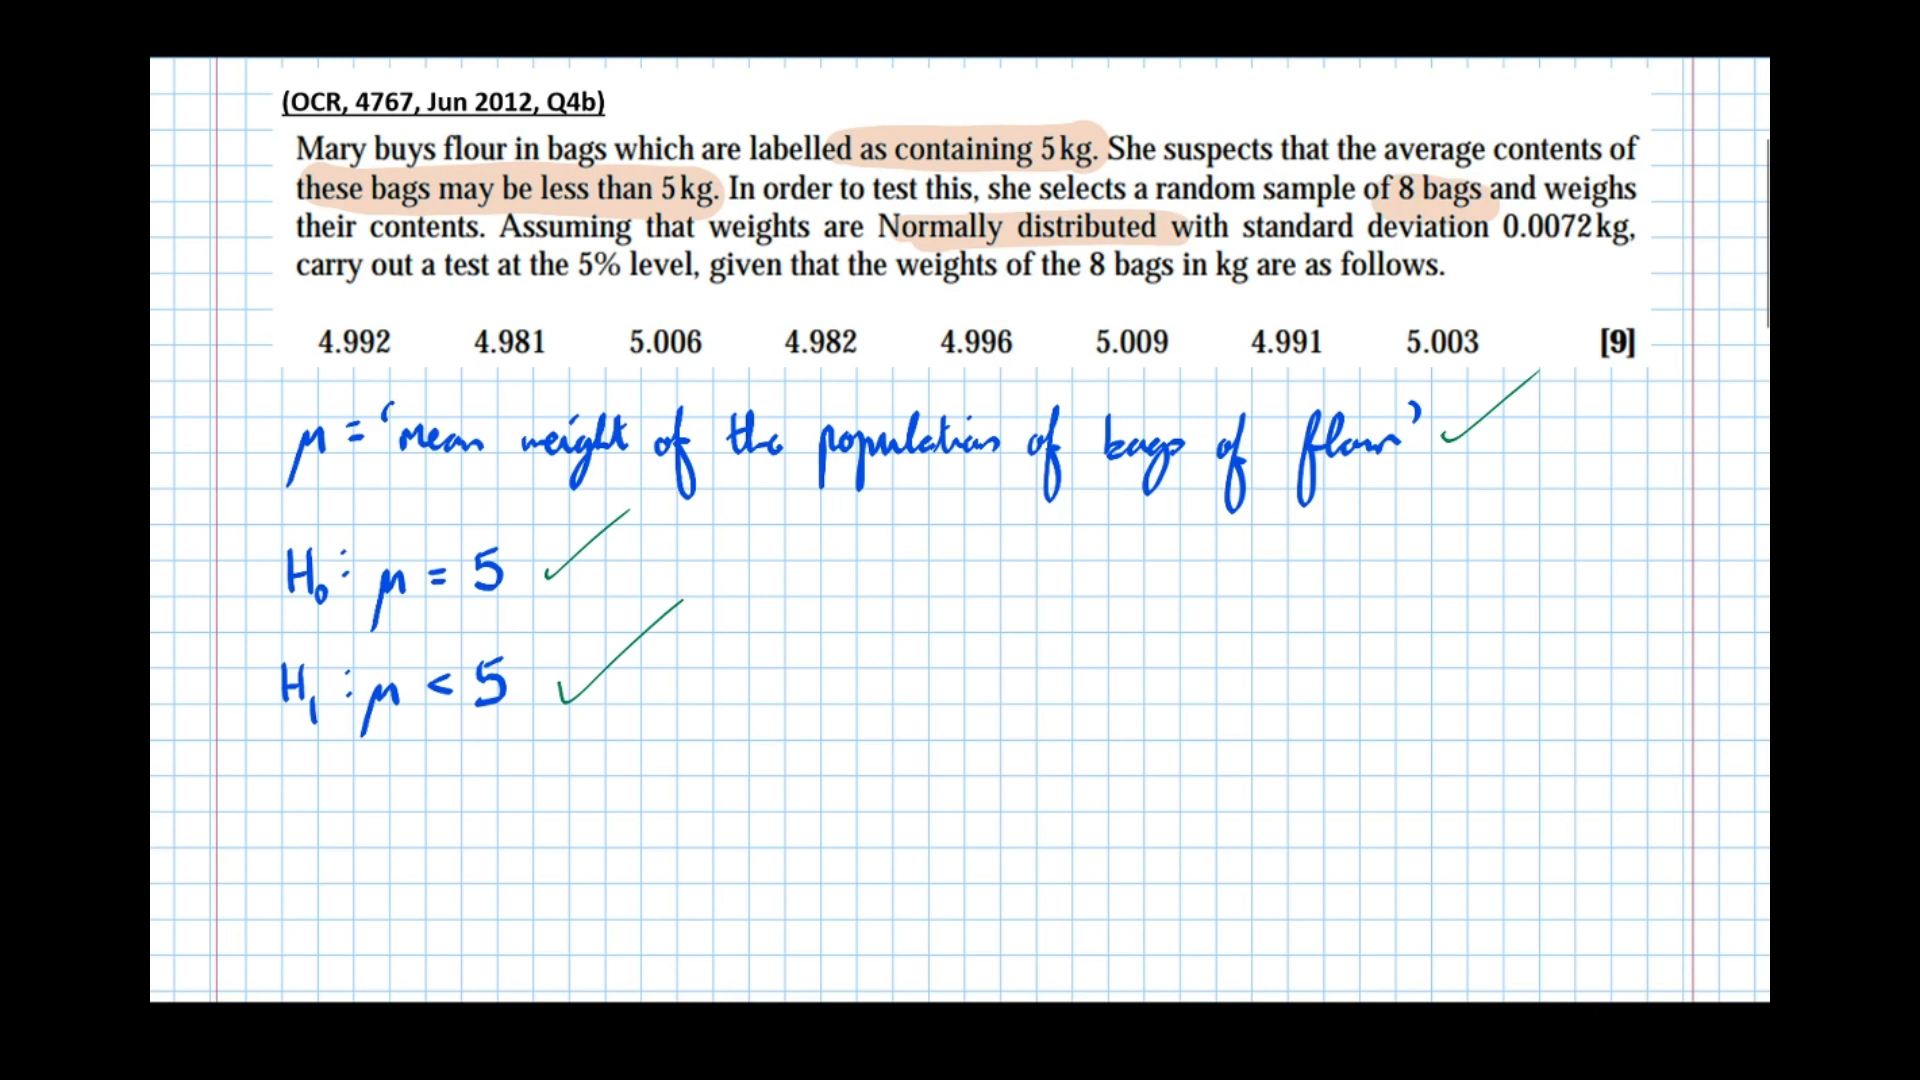 (OCR, 4767, Jun 2012, Q4b)
Mary buys flour in bags which are labelled as containing 5 kg. She suspects that the average contents of
these bags may be less than 5 kg. In order to test this, she selects a random sample of 8 bags and weighs
their contents. Assuming that weights are Normally distributed with standard deviation 0.0072 kg,
carry out a test at the 5% level, given that the weights of the 8 bags in kg are as follows.
4.992 4.981 5.006 4.982 4.996 5.009 4.991 5.003 [9]
μ = 'mean weight of the population of bags of flour' ✓
H₀: μ = 5 ✓
H₁: μ < 5 ✓